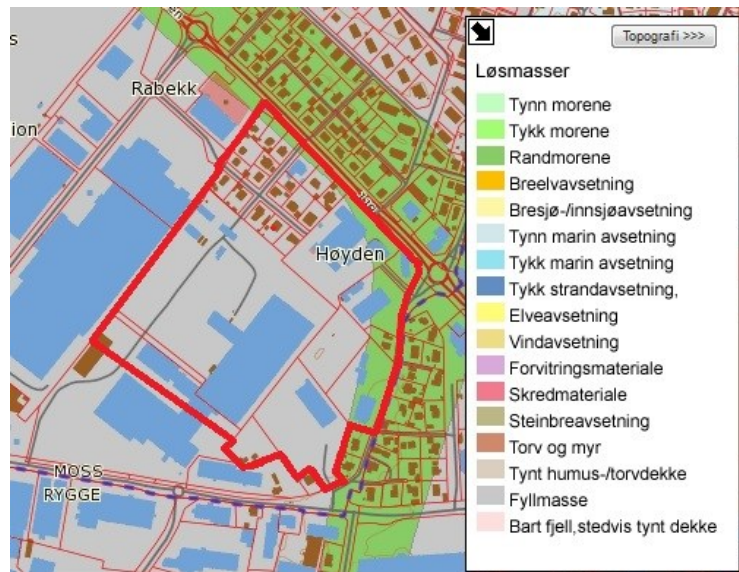 Topografi >>>
Løsmasser
Tynn morene
Tykk morene
Randmorene
Breelvavsetning
Bresjø-/innsjøavsetning
Tynn marin avsetning
Tykk marin avsetning
Tykk strandavsetning,
Elveavsetning
Vindavsetning
Forvitringsmateriale
Skredmateriale
Steinbreavsetning
Torv og myr
Tynt humus-/torvdekke
Fyllmasse
Bart fjell,stedvis tynt dekke
s
Rabekk
ion
Høyden
MOSS
RYGGE